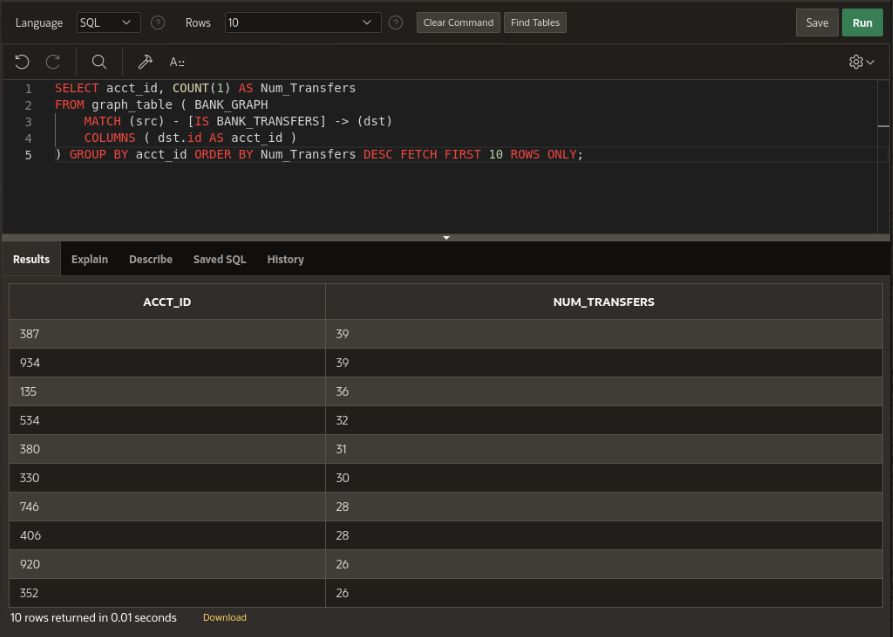 Language SQL Rows 10 Clear Command Find Tables Save Run
1 SELECT acct_id, COUNT(1) AS Num_Transfers
2 FROM graph_table ( BANK_GRAPH
3 MATCH (src) - [IS BANK_TRANSFERS] -> (dst)
4 COLUMNS ( dst.id AS acct_id )
5 ) GROUP BY acct_id ORDER BY Num_Transfers DESC FETCH FIRST 10 ROWS ONLY;
Results Explain Describe Saved SQL History
ACCT_ID NUM_TRANSFERS
387 39
934 39
135 36
534 32
380 31
330 30
746 28
406 28
920 26
352 26
10 rows returned in 0.01 seconds Download